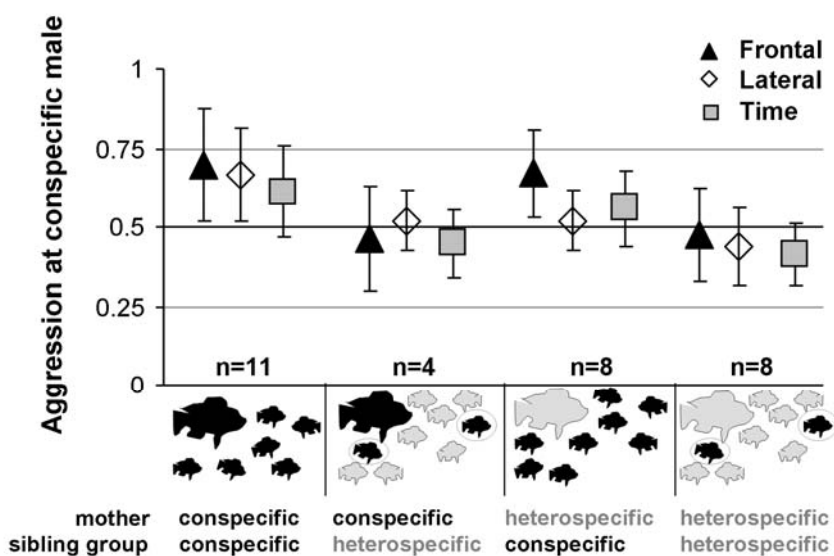 Frontal
Lateral
Time
Aggression at conspecific male
1
0.75
0.5
0.25
0
n=11 n=4 n=8 n=8
mother conspecific conspecific heterospecific heterospecific
sibling group conspecific heterospecific conspecific heterospecific